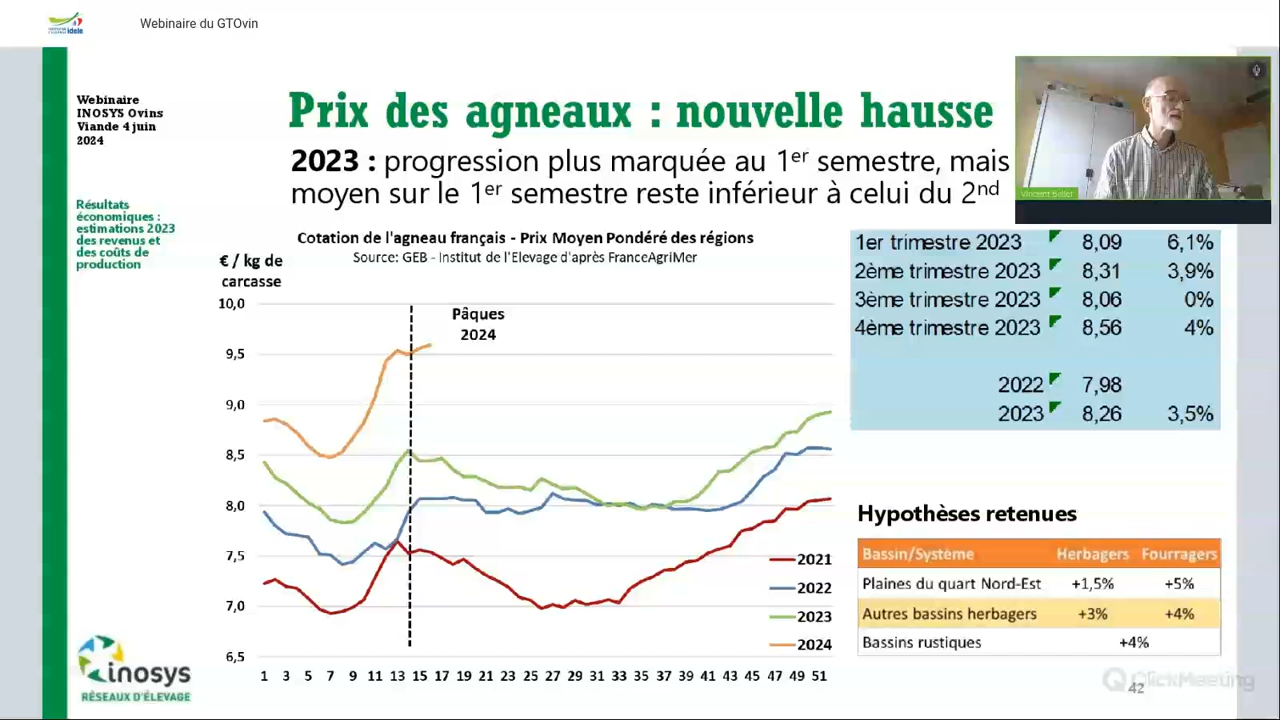 idele
Webinaire du GTOvin
Webinaire
INOSYS Ovins
Viande 4 juin
2024
Résultats
économiques :
estimations 2023
des revenus et
des coûts de
production
Prix des agneaux : nouvelle hausse
2023 : progression plus marquée au 1er semestre, mais
moyen sur le 1er semestre reste inférieur à celui du 2nd
Cotation de l'agneau français - Prix Moyen Pondéré des régions
Source: GEB - Institut de l'Elevage d'après FranceAgriMer
€ / kg de
carcasse
Pâques
2024
10,0
9,5
9,0
8,5
8,0
7,5
7,0
6,5
1 3 5 7 9 11 13 15 17 19 21 23 25 27 29 31 33 35 37 39 41 43 45 47 49 51
2021
2022
2023
2024
1er trimestre 2023 8,09 6,1%
2ème trimestre 2023 8,31 3,9%
3ème trimestre 2023 8,06 0%
4ème trimestre 2023 8,56 4%
2022 7,98
2023 8,26 3,5%
Hypothèses retenues
Bassin/Système Herbagers Fourragers
Plaines du quart Nord-Est +1,5% +5%
Autres bassins herbagers +3% +4%
Bassins rustiques +4%
inosys
RÉSEAUX D'ÉLEVAGE
ClickMeeting
42